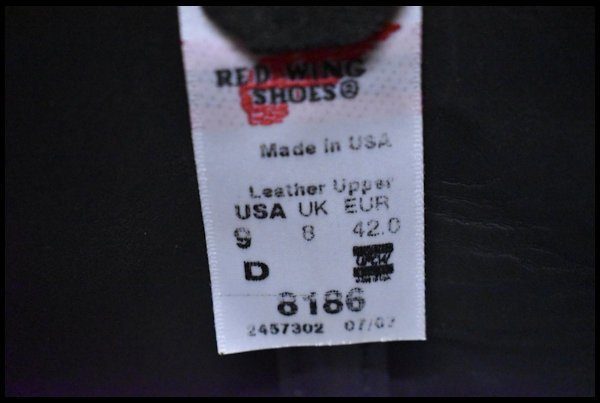 RED WING
SHOES®
Made in USA
Leather Upper
USA UK EUR
9 8 42.0
D
8186
2457302 07/07